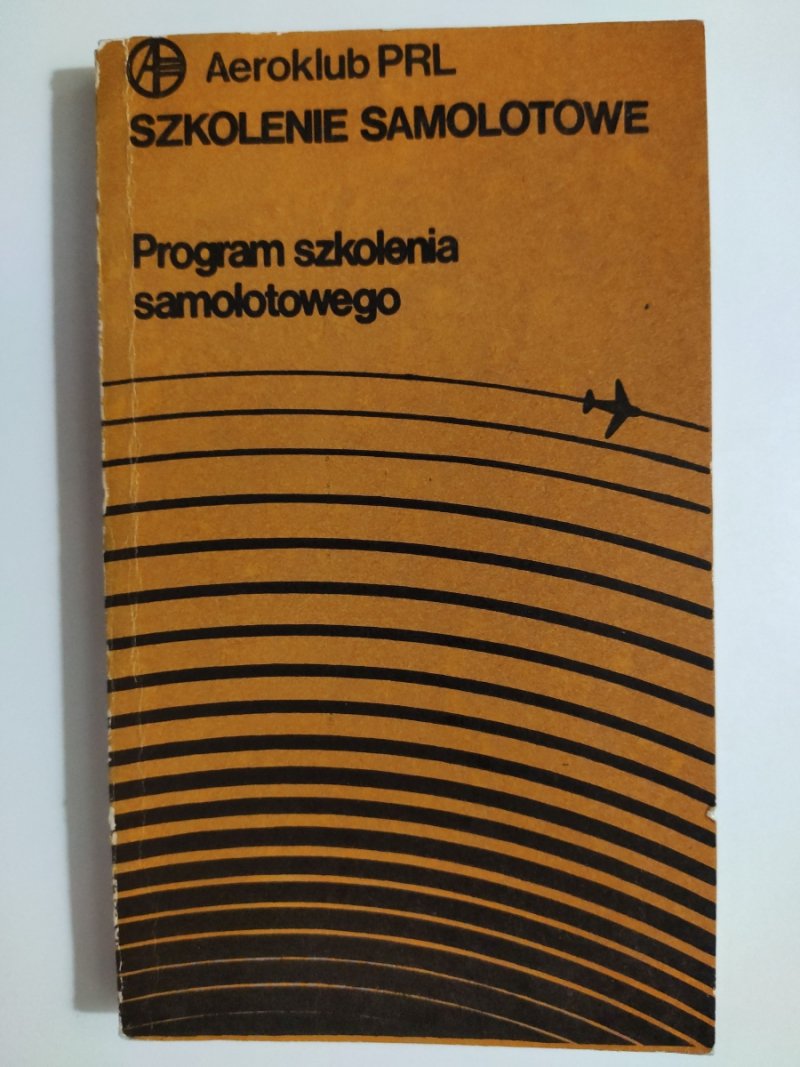 Aeroklub PRL
SZKOLENIE SAMOLOTOWE
Program szkolenia
samolotowego